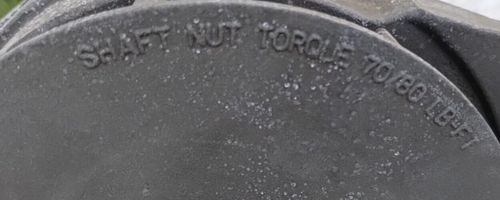 SHAFT NUT TORQUE 70/80 LB-FT